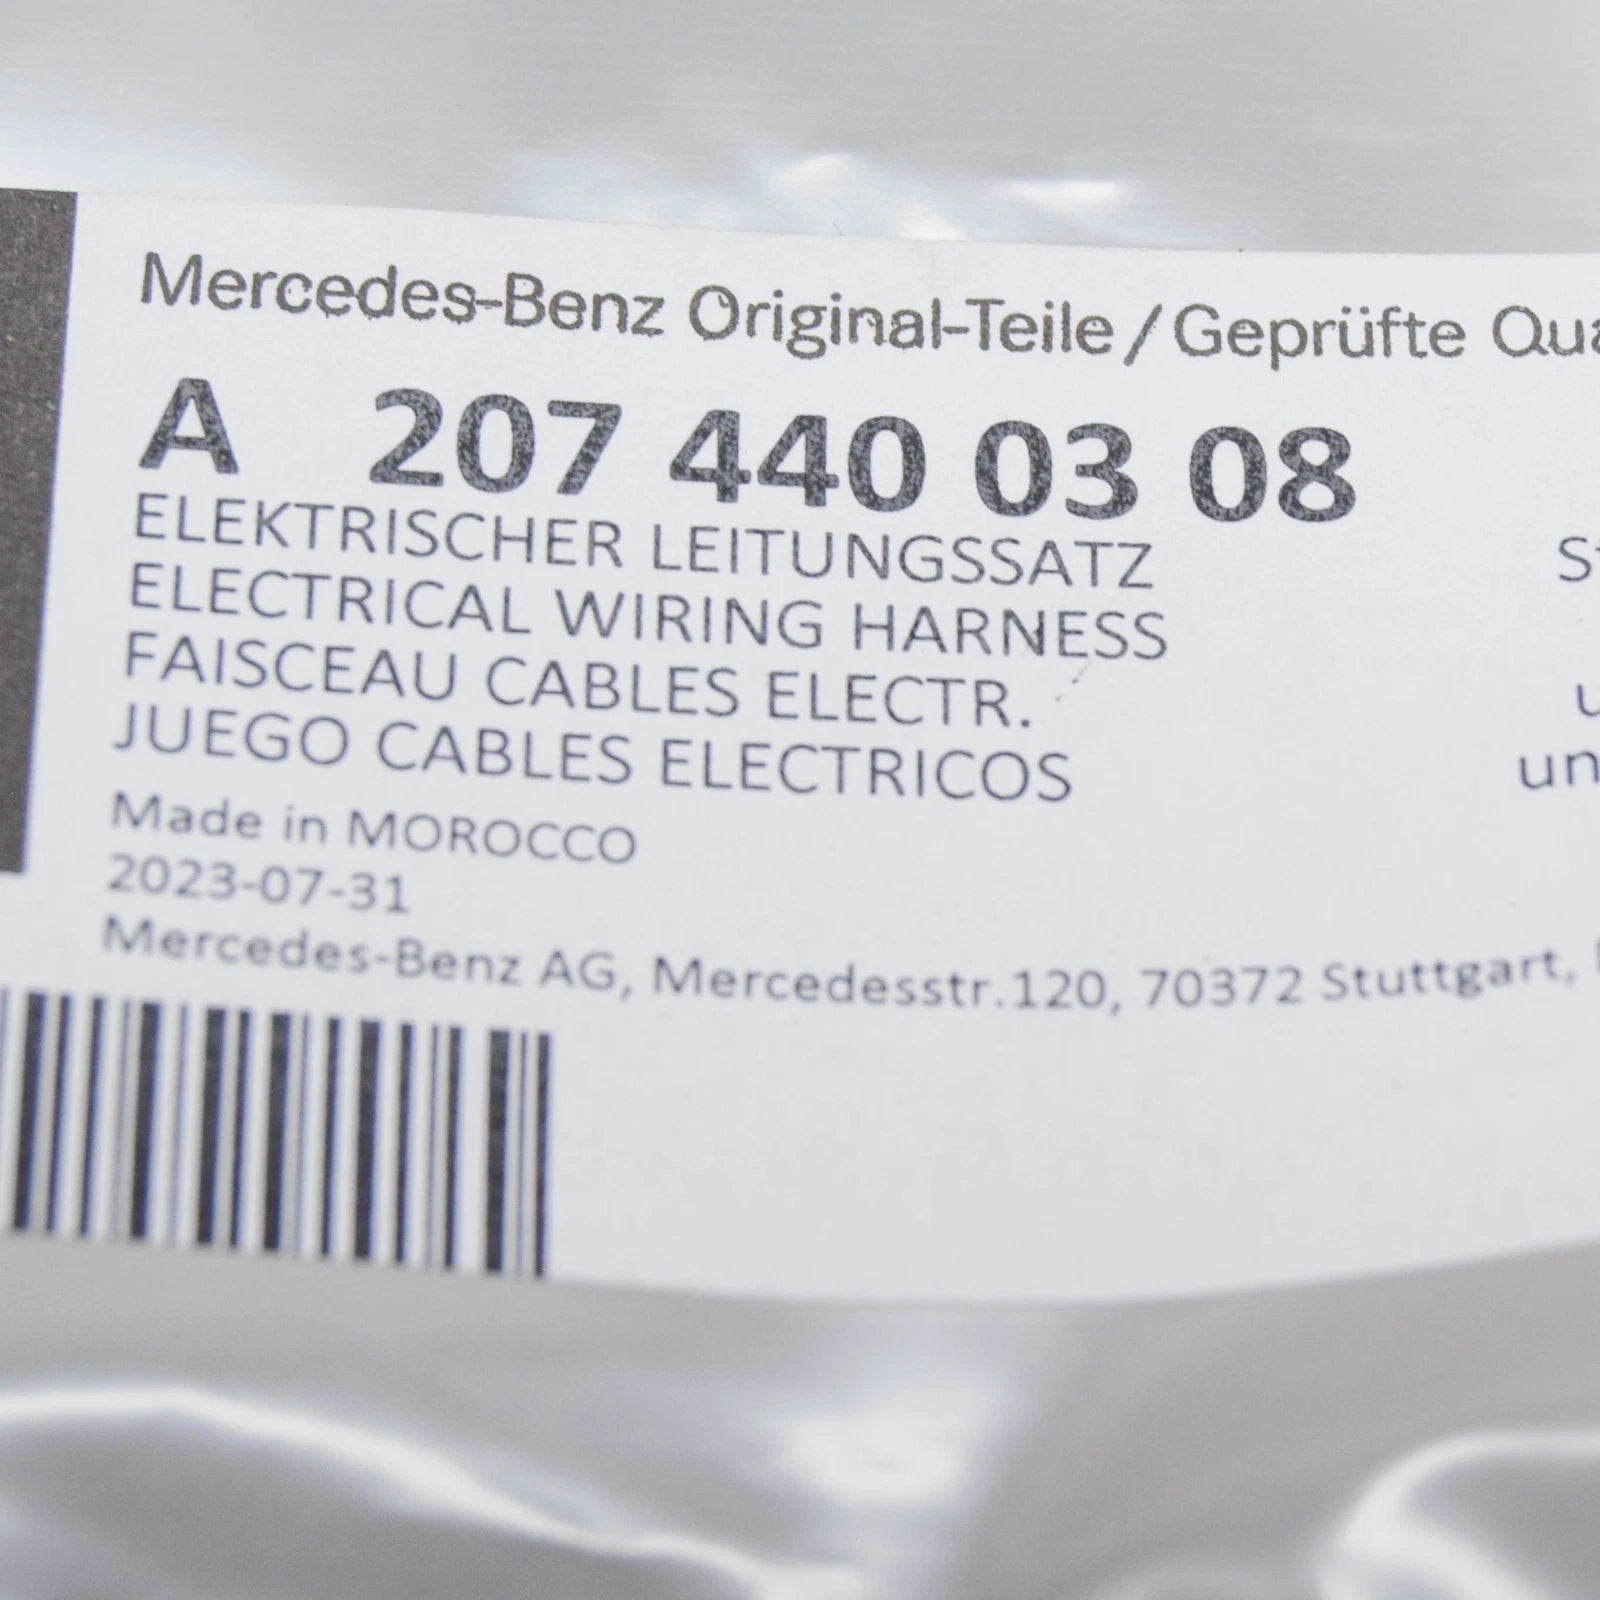 Mercedes-Benz Original-Teile/Geprüfte
A 207 440 03 08
ELEKTRISCHER LEITUNGSSATZ
ELECTRICAL WIRING HARNESS
FAISCEAU CABLES ELECTR.
JUEGO CABLES ELECTRICOS
Made in MOROCCO
2023-07-31
Mercedes-Benz AG, Mercedesstr.120, 70372 Stuttgart,